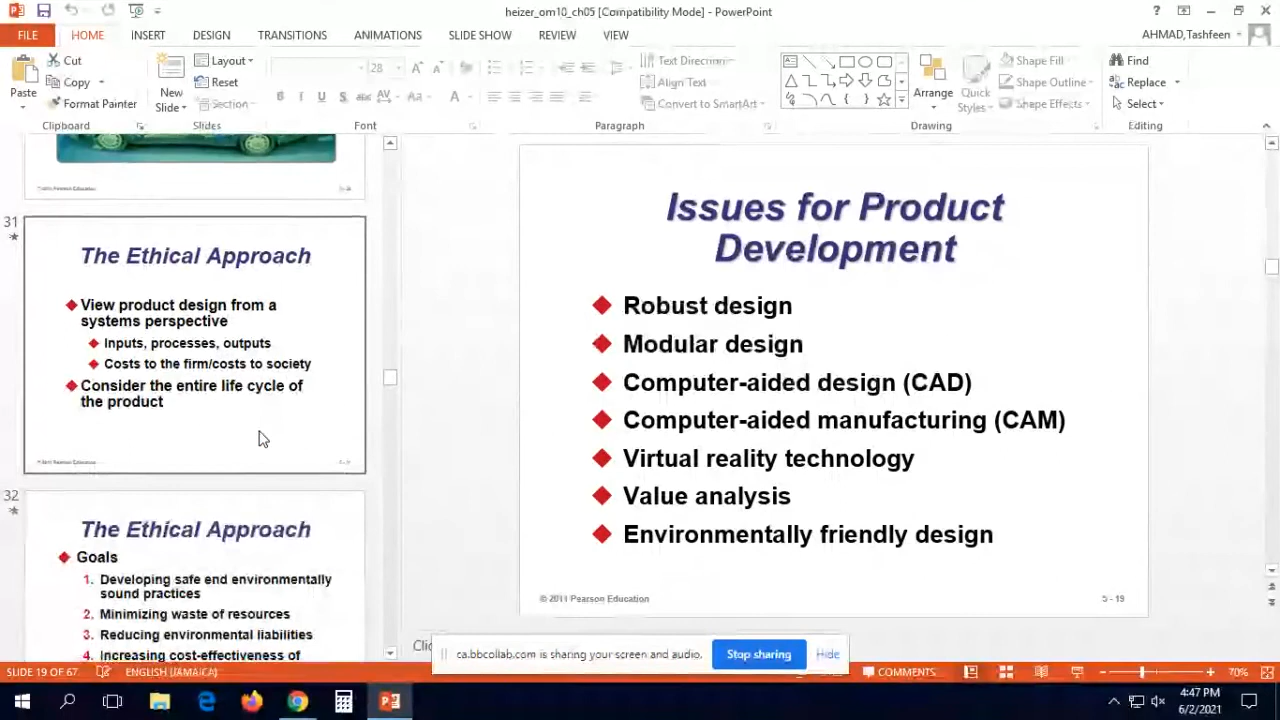 heizer_om10_ch05 [Compatibility Mode] - PowerPoint
FILE HOME INSERT DESIGN TRANSITIONS ANIMATIONS SLIDE SHOW REVIEW VIEW AHMAD,Tashfeen
Paste
Cut
Copy
Format Painter
Clipboard
New
Slide
Layout
Reset
Section
Slides
28
Font
Text Direction
Align Text
Convert to SmartArt
Paragraph
Arrange
Quick
Styles
Shape Fill
Shape Outline
Shape Effects
Drawing
Find
Replace
Select
Editing
31
The Ethical Approach
View product design from a
systems perspective
Inputs, processes, outputs
Costs to the firm/costs to society
Consider the entire life cycle of
the product
32
The Ethical Approach
Goals
1. Developing safe end environmentally
sound practices
2. Minimizing waste of resources
3. Reducing environmental liabilities
4. Increasing cost-effectiveness of
Issues for Product
Development
Robust design
Modular design
Computer-aided design (CAD)
Computer-aided manufacturing (CAM)
Virtual reality technology
Value analysis
Environmentally friendly design
© 2011 Pearson Education 5 - 19
ca.bbcollab.com is sharing your screen and audio. Stop sharing Hide
SLIDE 19 OF 67 ENGLISH (JAMAICA) COMMENTS 70%
4:47 PM
6/2/2021